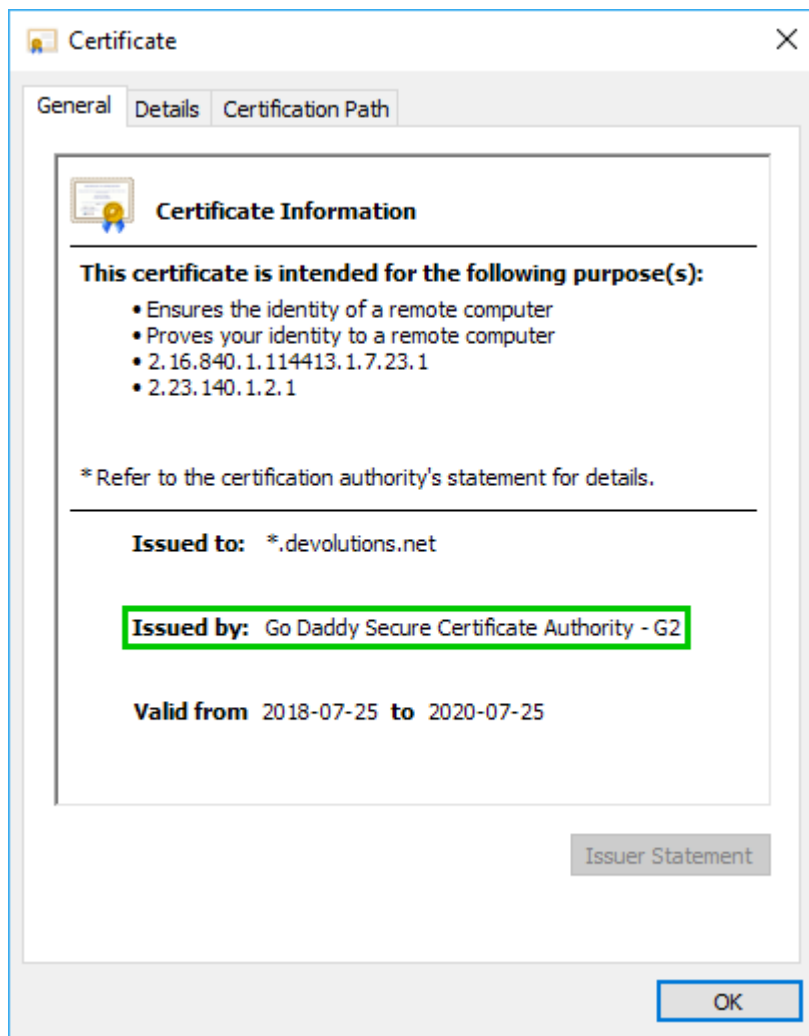 Certificate
General Details Certification Path
Certificate Information
This certificate is intended for the following purpose(s):
• Ensures the identity of a remote computer
• Proves your identity to a remote computer
• 2.16.840.1.114413.1.7.23.1
• 2.23.140.1.2.1
* Refer to the certification authority's statement for details.
Issued to: *.devolutions.net
Issued by: Go Daddy Secure Certificate Authority - G2
Valid from 2018-07-25 to 2020-07-25
Issuer Statement
OK